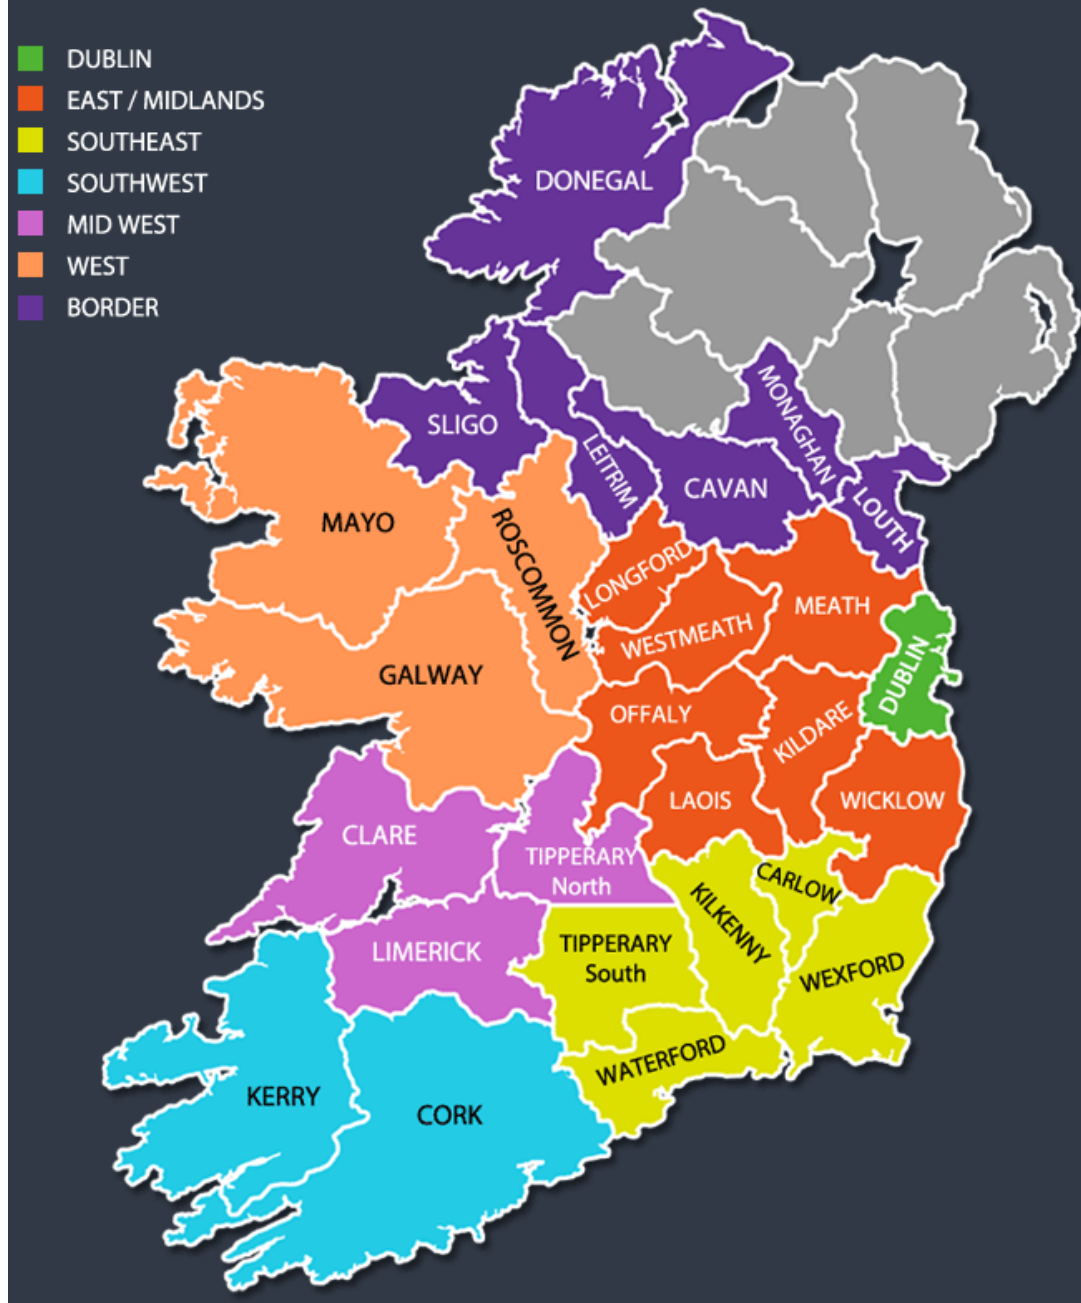 DUBLIN
EAST / MIDLANDS
SOUTHEAST
SOUTHWEST
MID WEST
WEST
BORDER
DONEGAL
SLIGO
LEITRIM
MONAGHAN
CAVAN
LOUTH
MAYO
ROSCOMMON
LONGFORD
WESTMEATH
MEATH
GALWAY
OFFALY
KILDARE
DUBLIN
LAOIS
WICKLOW
CLARE
TIPPERARY
North
CARLOW
KILKENNY
LIMERICK
TIPPERARY
South
WEXFORD
WATERFORD
KERRY
CORK